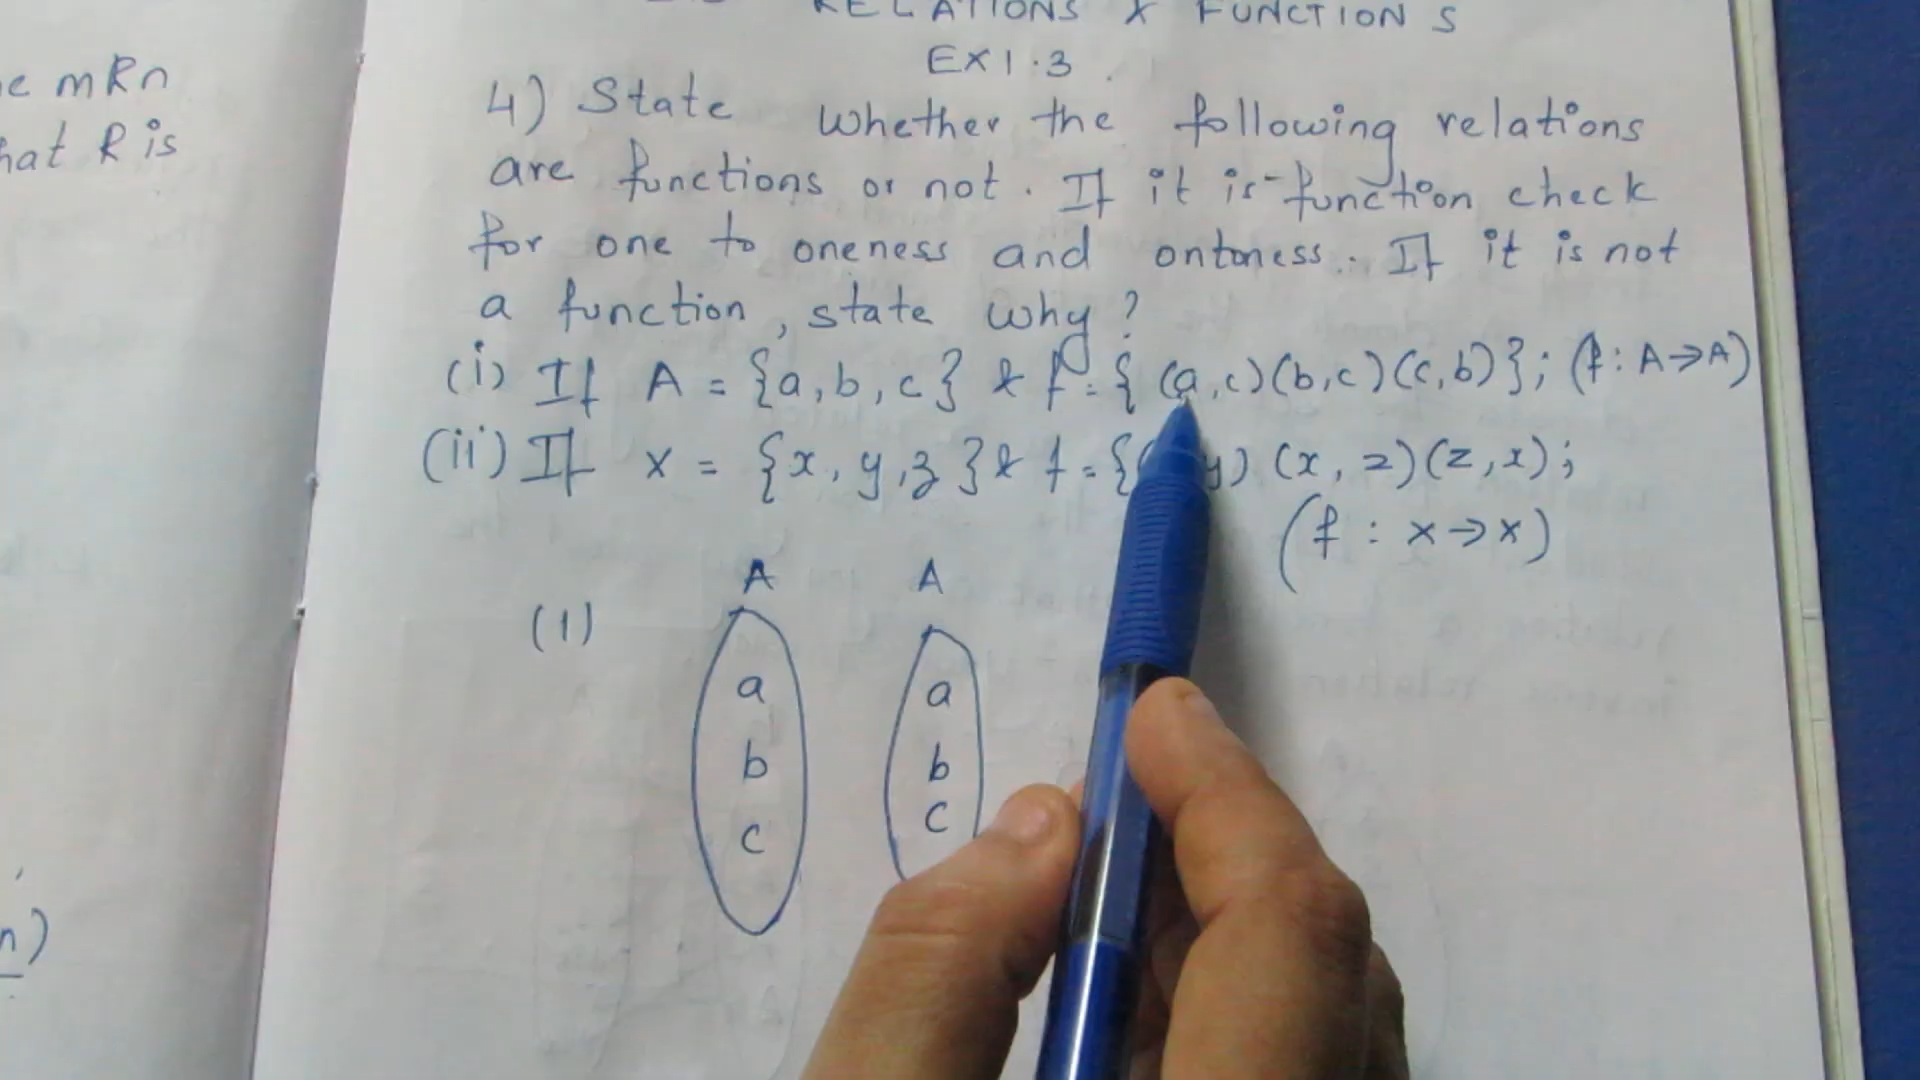 e mRn
hat R is
n)
RELATIONS & FUNCTIONS
EX 1.3
4) State whether the following relations
are functions or not. If it is function check
for one to oneness and ontoness. If it is not
a function, state why?
(i) If A = {a, b, c} & f = { (a, c)(b, c)(c, b)}; (f : A → A)
(ii) If x = {x, y, z} & f = {( y) (x, z)(z, x);
(f : x → x)
A A
(1)
a a
b b
c c